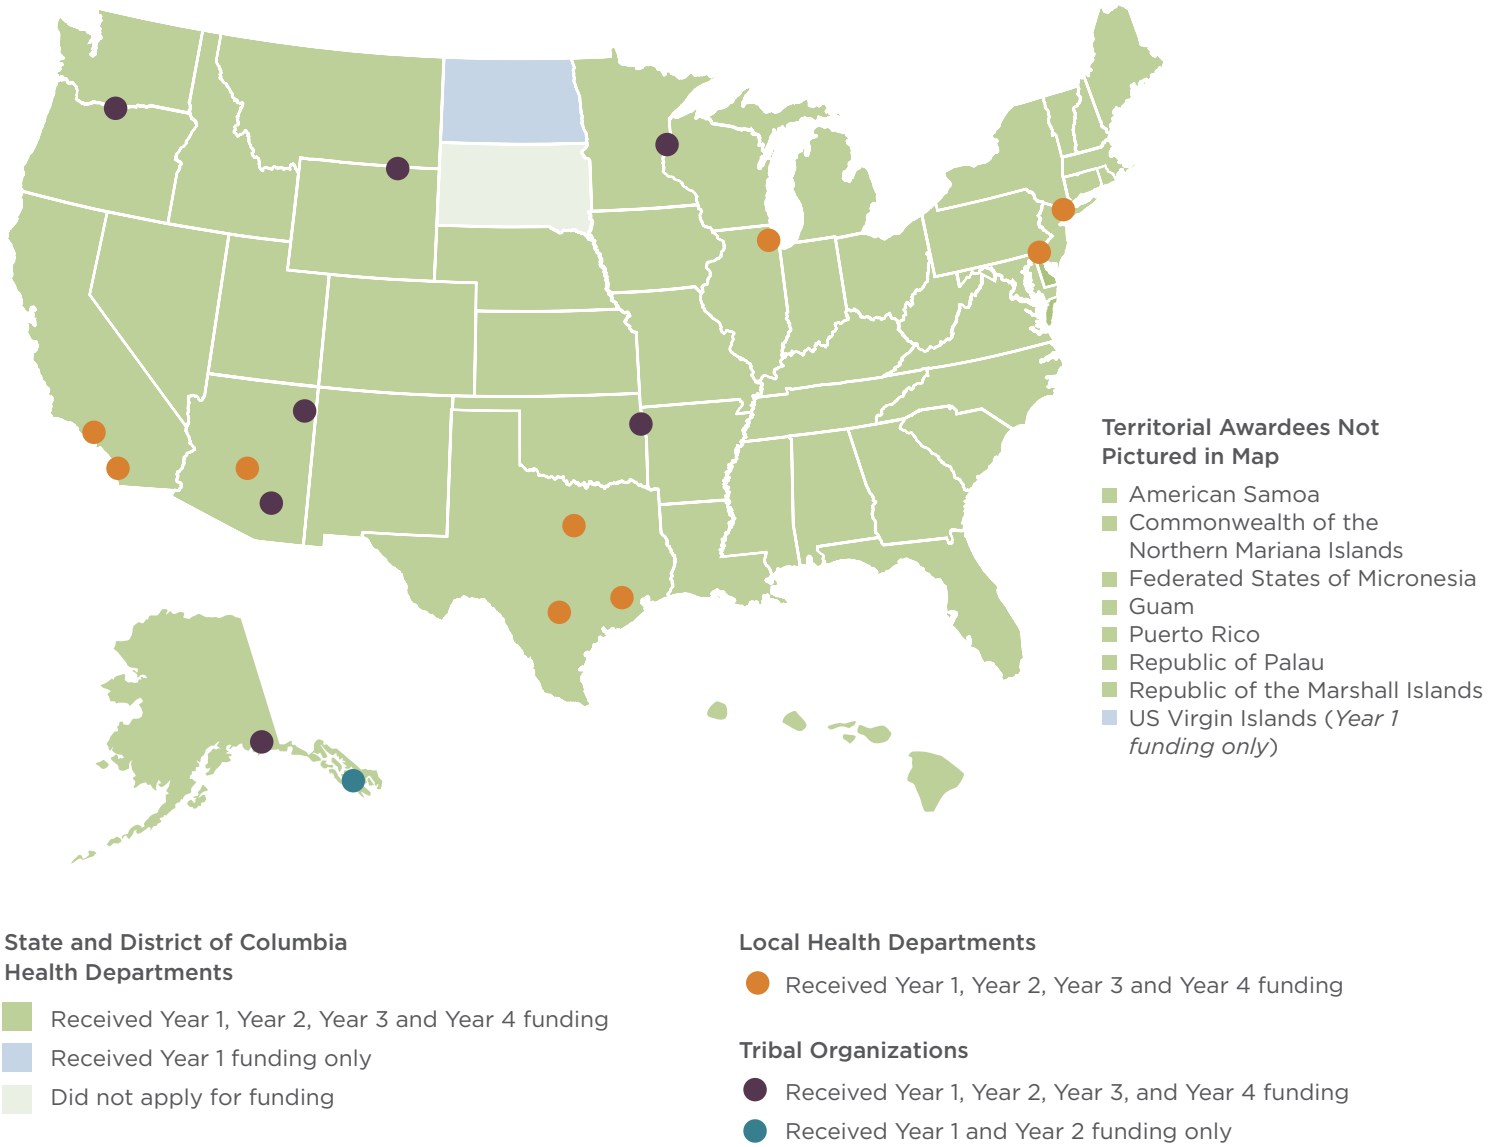 Territorial Awardees Not
Pictured in Map
American Samoa
Commonwealth of the
Northern Mariana Islands
Federated States of Micronesia
Guam
Puerto Rico
Republic of Palau
Republic of the Marshall Islands
US Virgin Islands (Year 1
funding only)
State and District of Columbia
Health Departments
Received Year 1, Year 2, Year 3 and Year 4 funding
Received Year 1 funding only
Did not apply for funding
Local Health Departments
Received Year 1, Year 2, Year 3 and Year 4 funding
Tribal Organizations
Received Year 1, Year 2, Year 3, and Year 4 funding
Received Year 1 and Year 2 funding only